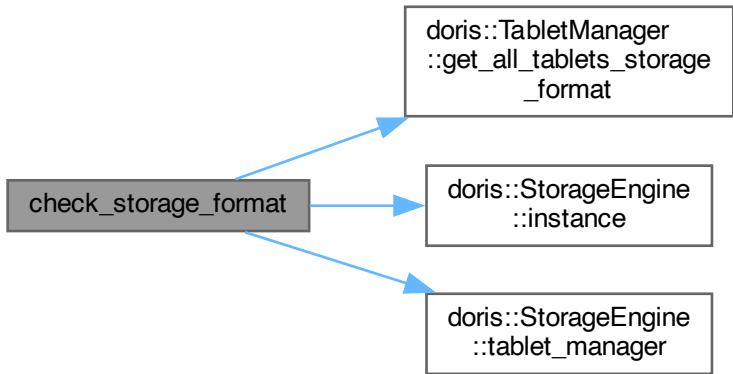 doris::TabletManager
::get_all_tablets_storage
_format
check_storage_format
doris::StorageEngine
::instance
doris::StorageEngine
::tablet_manager